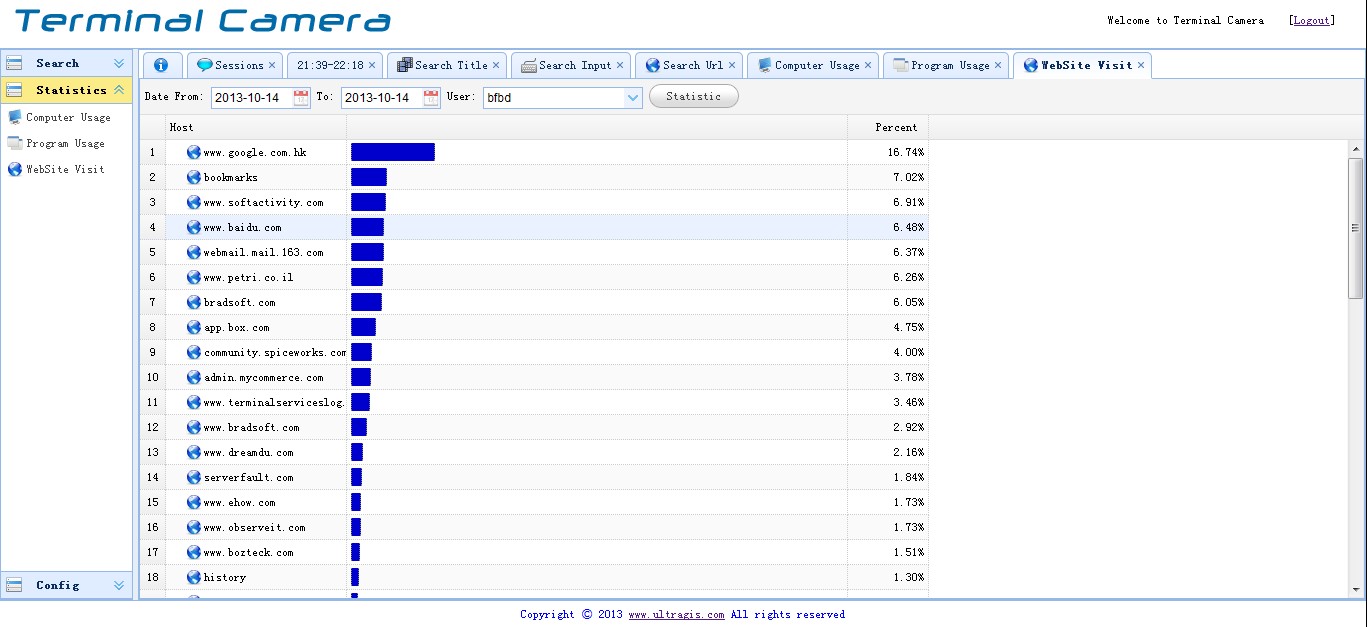 Terminal Camera
Welcome to Terminal Camera [Logout]
Search
Statistics
Computer Usage
Program Usage
WebSite Visit
Config
Sessions × 21:39-22:18 × Search Title × Search Input × Search Url × Computer Usage × Program Usage × WebSite Visit ×
Date From: 2013-10-14 To: 2013-10-14 User: bfbd Statistic
Host Percent
1 www.google.com.hk 16.74%
2 bookmarks 7.02%
3 www.softactivity.com 6.91%
4 www.baidu.com 6.48%
5 webmail.mail.163.com 6.37%
6 www.petri.co.il 6.26%
7 bradsoft.com 6.05%
8 app.box.com 4.75%
9 community.spiceworks.com 4.00%
10 admin.mycommerce.com 3.78%
11 www.terminalserviceslog. 3.46%
12 www.bradsoft.com 2.92%
13 www.dreamdu.com 2.16%
14 serverfault.com 1.84%
15 www.ehow.com 1.73%
16 www.observeit.com 1.73%
17 www.bozteck.com 1.51%
18 history 1.30%
Copyright © 2013 www.ultragis.com All rights reserved